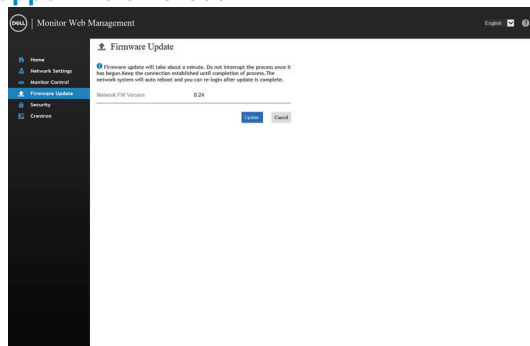 DELL | Monitor Web Management
English
Firmware Update
Home
Network Settings
Monitor Control
Firmware Update
Security
Crestron
Firmware update will take about a minute. Do not interrupt the process once it
has begun.Keep the connection established until completion of process.The
network system will auto reboot and you can re-login after update is complete.
Network FW Version 0.24
Update Cancel